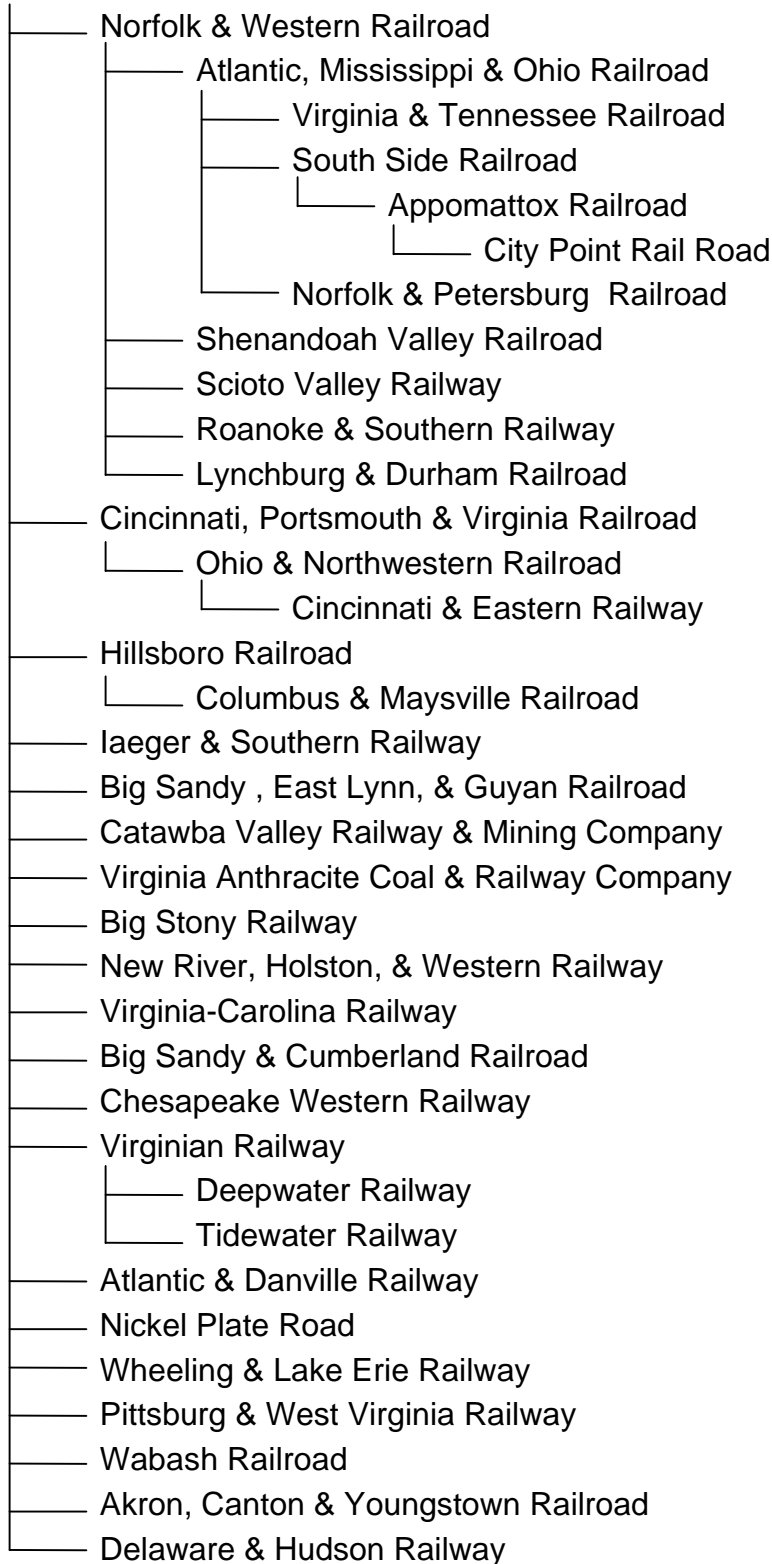 Norfolk & Western Railroad
Atlantic, Mississippi & Ohio Railroad
Virginia & Tennessee Railroad
South Side Railroad
Appomattox Railroad
City Point Rail Road
Norfolk & Petersburg  Railroad
Shenandoah Valley Railroad
Scioto Valley Railway
Roanoke & Southern Railway
Lynchburg & Durham Railroad
Cincinnati, Portsmouth & Virginia Railroad
Ohio & Northwestern Railroad
Cincinnati & Eastern Railway
Hillsboro Railroad
Columbus & Maysville Railroad
Iaeger & Southern Railway
Big Sandy , East Lynn, & Guyan Railroad
Catawba Valley Railway & Mining Company
Virginia Anthracite Coal & Railway Company
Big Stony Railway
New River, Holston, & Western Railway
Virginia-Carolina Railway
Big Sandy & Cumberland Railroad
Chesapeake Western Railway
Virginian Railway
Deepwater Railway
Tidewater Railway
Atlantic & Danville Railway
Nickel Plate Road
Wheeling & Lake Erie Railway
Pittsburg & West Virginia Railway
Wabash Railroad
Akron, Canton & Youngstown Railroad
Delaware & Hudson Railway